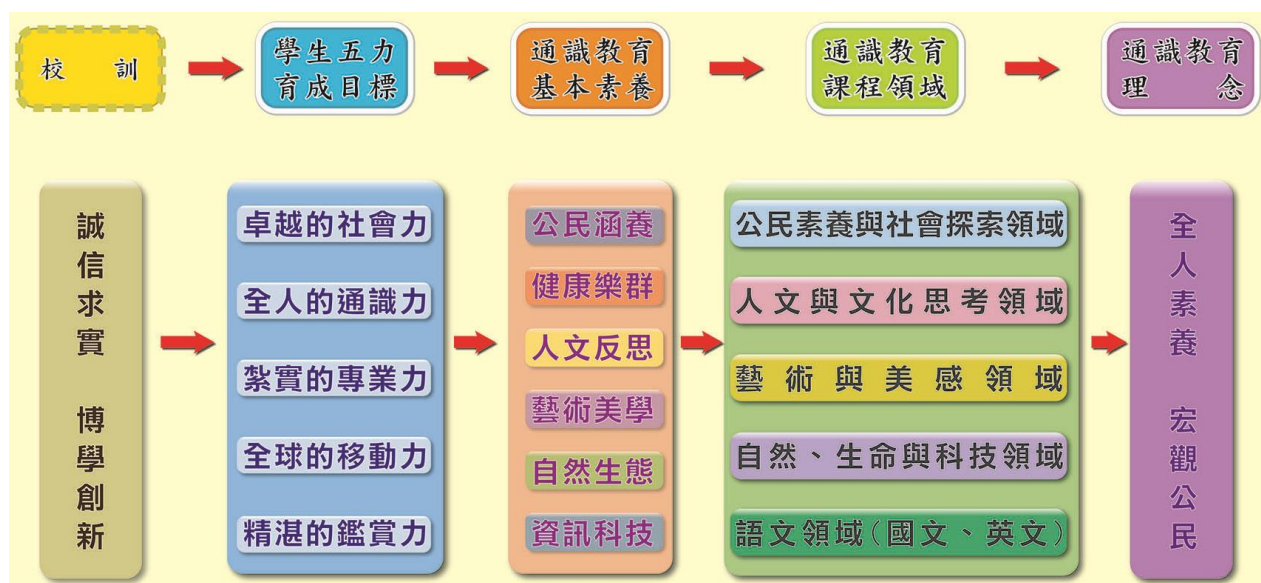 校訓
學生五力
育成目標
通識教育
基本素養
通識教育
課程領域
通識教育
理念
誠信求實 博學創新
卓越的社會力
全人的通識力
紮實的專業力
全球的移動力
精湛的鑑賞力
公民涵養
健康樂群
人文反思
藝術美學
自然生態
資訊科技
公民素養與社會探索領域
人文與文化思考領域
藝術與美感領域
自然、生命與科技領域
語文領域(國文、英文)
全人素養 宏觀公民